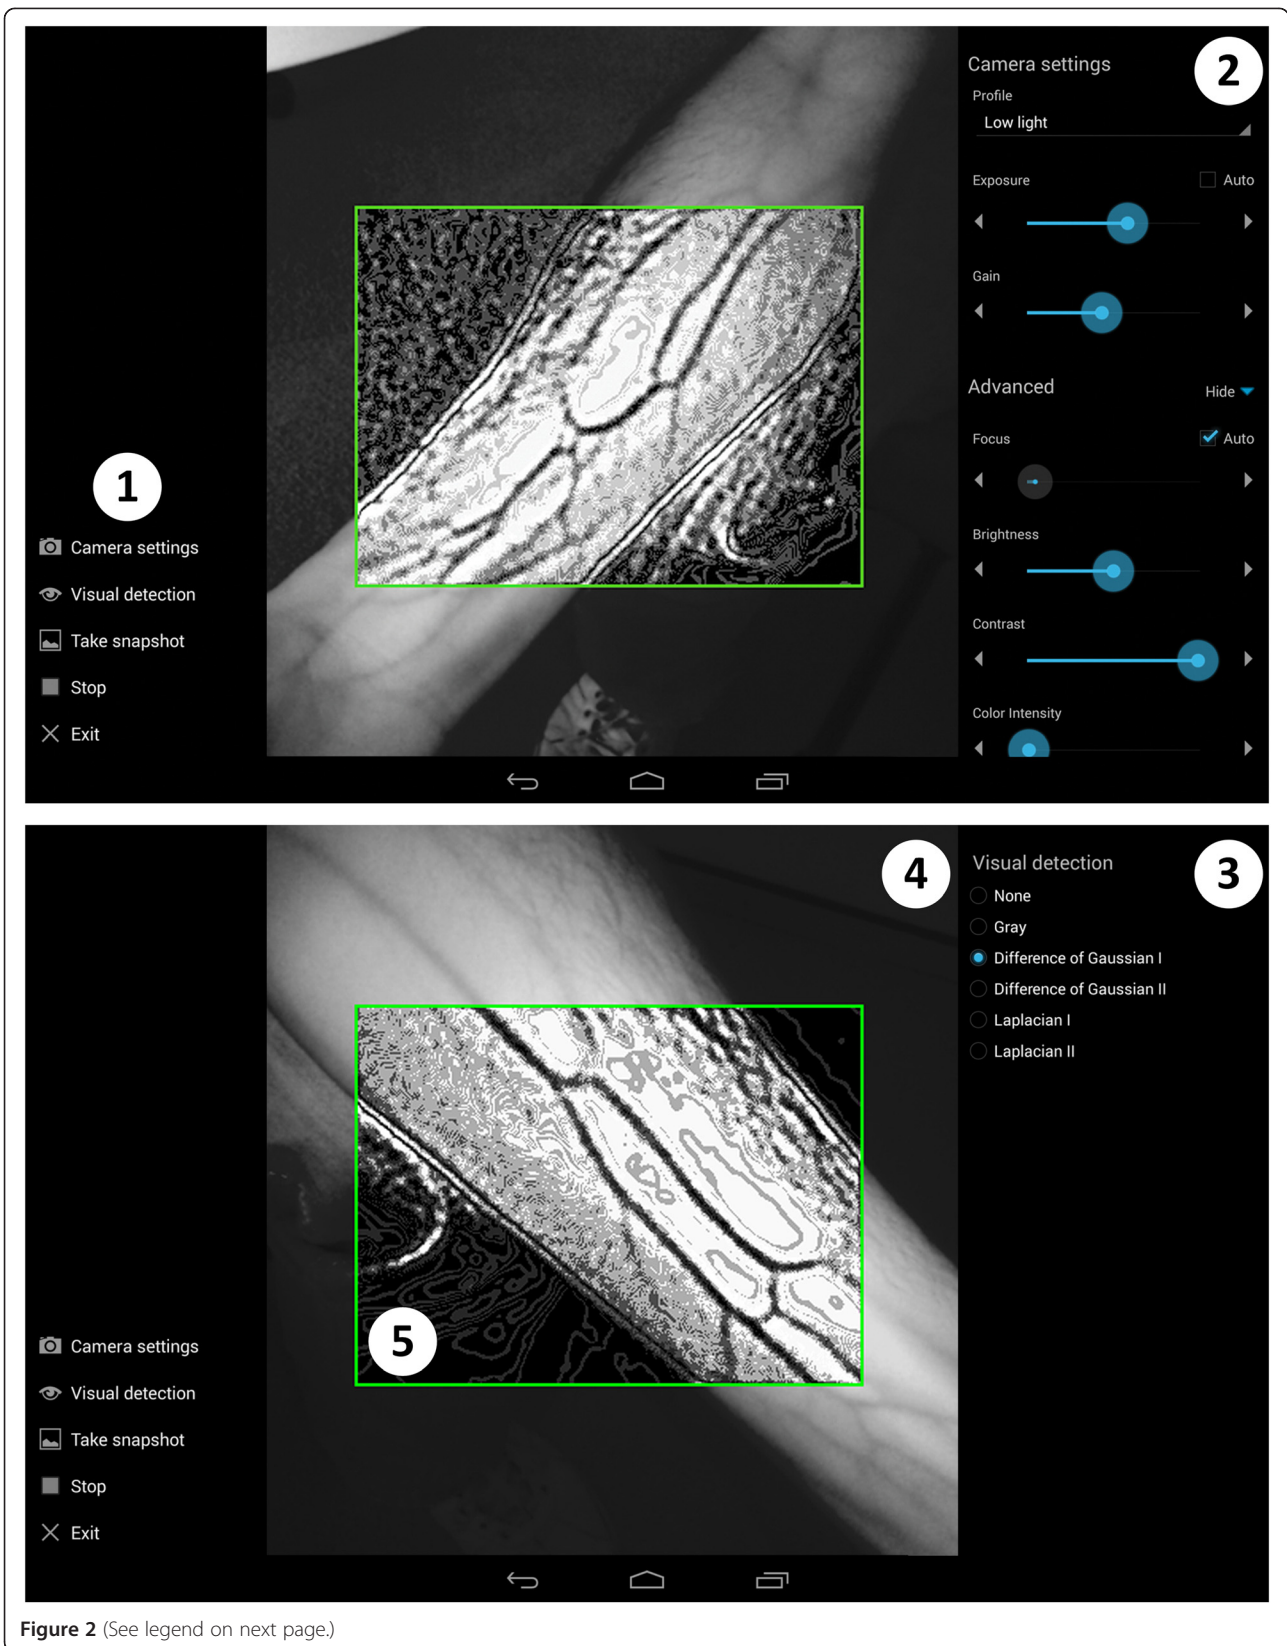 Camera settings
2
Profile
Low light
Exposure
Auto
Gain
Advanced
Hide
Focus
Auto
1
Brightness
Camera settings
Visual detection
Contrast
Take snapshot
Stop
Color Intensity
Exit
4
3
Visual detection
None
Gray
Difference of Gaussian I
Difference of Gaussian II
Laplacian I
Laplacian II
5
Camera settings
Visual detection
Take snapshot
Stop
Exit
Figure 2 (See legend on next page.)